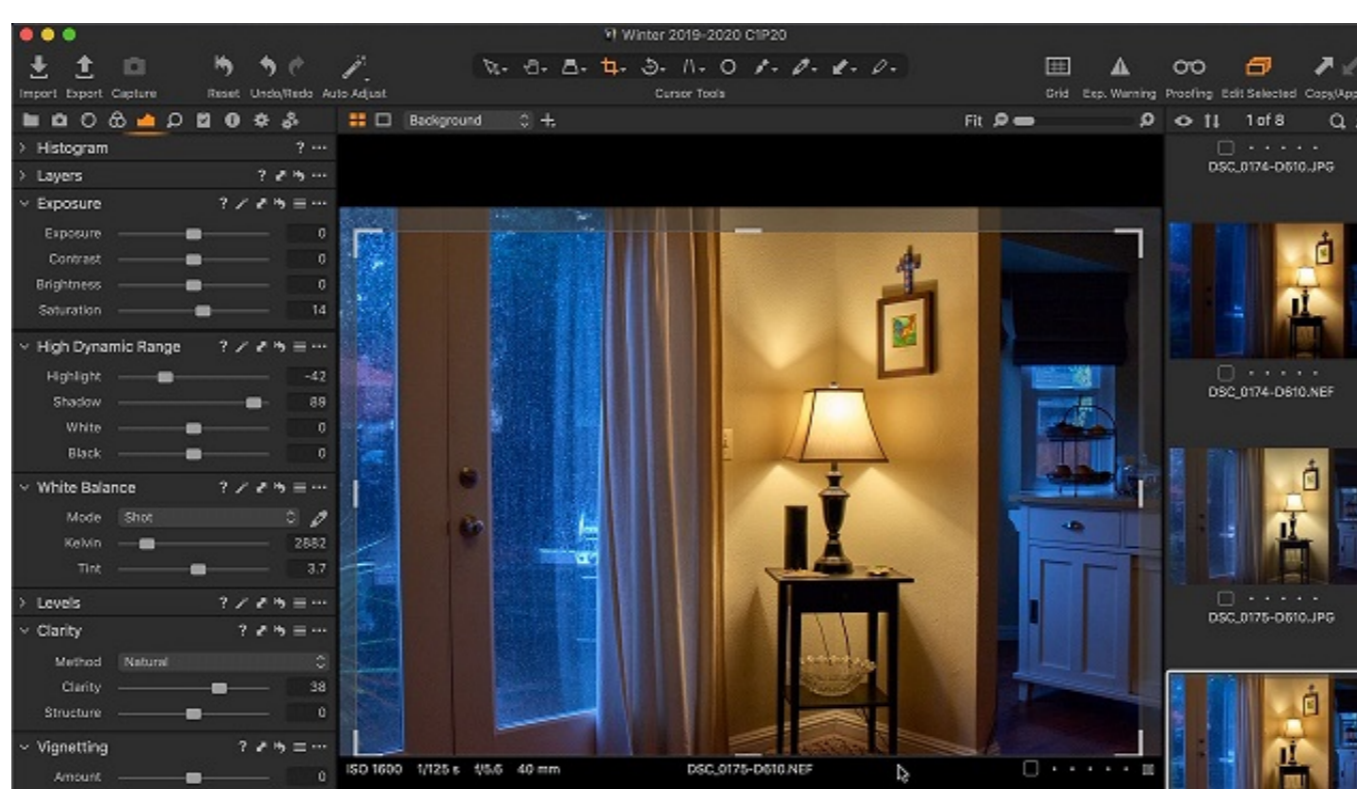 Winter 2019-2020 C1P20
Import Export Capture Reset Undo/Redo Auto Adjust Cursor Tools Grid Exp. Warning Proofing Edit Selected Copy/App
Background Fit 1 of 8
Histogram ? ...
Layers ? ...
Exposure ? ...
Exposure 0
Contrast 0
Brightness 0
Saturation 14
High Dynamic Range ? ...
Highlight -42
Shadow 89
White 0
Black 0
White Balance ? ...
Mode Shot
Kelvin 2882
Tint 3.7
Levels ? ...
Clarity ? ...
Method Natural
Clarity 38
Structure 0
Vignetting ? ...
Amount 0
ISO 1600 1/125 s f/5.6 40 mm DSC_0175-D610.NEF
DSC_0174-D610.JPG
DSC_0174-D610.NEF
DSC_0175-D610.JPG